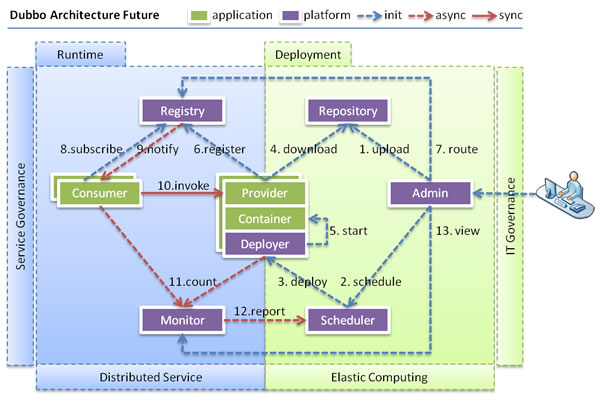 Dubbo Architecture Future
application
platform
init
async
sync
Runtime
Deployment
Registry
Repository
8.subscribe
9.notify
6.register
4. download
1. upload
7. route
Consumer
10.invoke
Provider
Admin
Container
Deployer
5. start
13. view
Service Governance
IT Governance
11.count
3. deploy
2. schedule
Monitor
12.report
Scheduler
Distributed Service
Elastic Computing